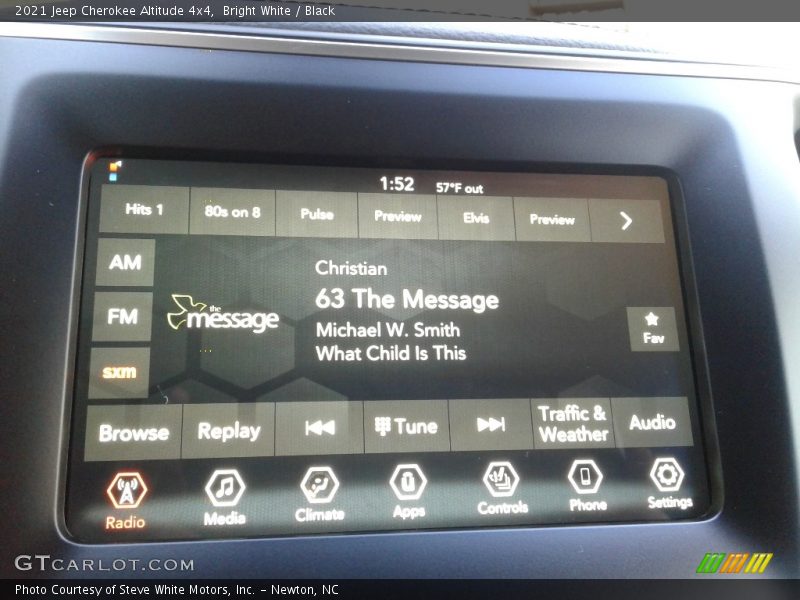 2021 Jeep Cherokee Altitude 4x4, Bright White / Black
1:52 57°F out
Hits 1 80s on 8 Pulse Preview Elvis Preview
AM
FM
sxm
the
message
Christian
63 The Message
Michael W. Smith
What Child Is This
Fav
Browse Replay Tune Traffic & Weather Audio
Radio Media Climate Apps Controls Phone Settings
GTCARLOT.COM
Photo Courtesy of Steve White Motors, Inc. – Newton, NC